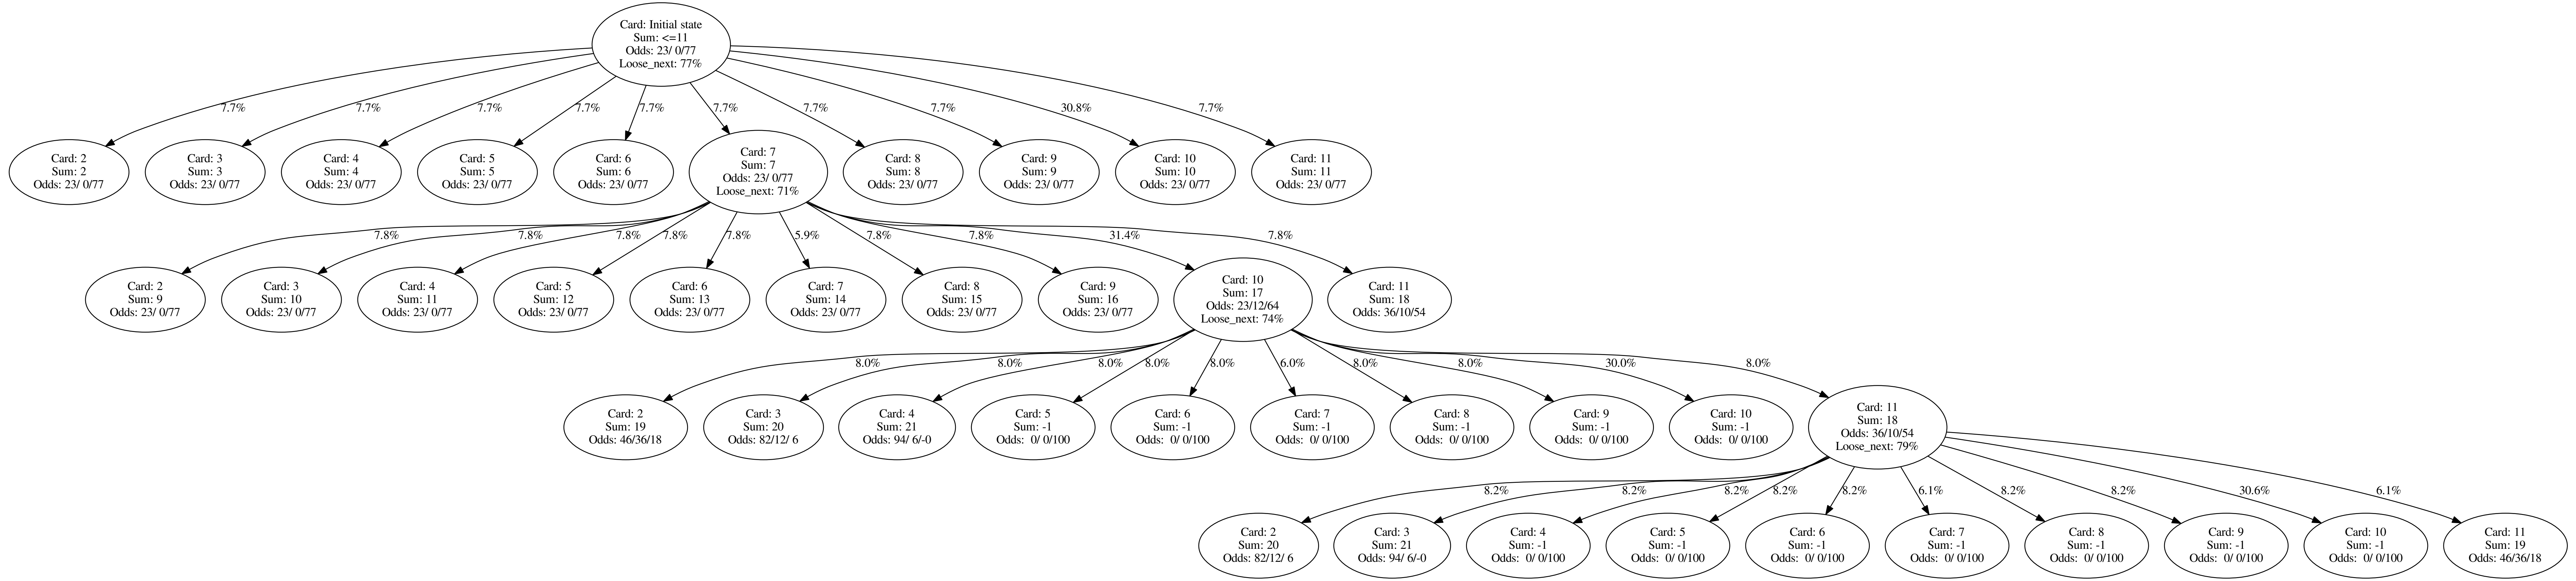 Card: Initial state
Sum: <=11
Odds: 23/ 0/77
Loose_next: 77%
7.7%
7.7%
7.7%
7.7%
7.7%
7.7%
7.7%
7.7%
30.8%
7.7%
Card: 2
Sum: 2
Odds: 23/ 0/77
Card: 3
Sum: 3
Odds: 23/ 0/77
Card: 4
Sum: 4
Odds: 23/ 0/77
Card: 5
Sum: 5
Odds: 23/ 0/77
Card: 6
Sum: 6
Odds: 23/ 0/77
Card: 7
Sum: 7
Odds: 23/ 0/77
Loose_next: 71%
Card: 8
Sum: 8
Odds: 23/ 0/77
Card: 9
Sum: 9
Odds: 23/ 0/77
Card: 10
Sum: 10
Odds: 23/ 0/77
Card: 11
Sum: 11
Odds: 23/ 0/77
7.8%
7.8%
7.8%
7.8%
7.8%
5.9%
7.8%
7.8%
31.4%
7.8%
Card: 2
Sum: 9
Odds: 23/ 0/77
Card: 3
Sum: 10
Odds: 23/ 0/77
Card: 4
Sum: 11
Odds: 23/ 0/77
Card: 5
Sum: 12
Odds: 23/ 0/77
Card: 6
Sum: 13
Odds: 23/ 0/77
Card: 7
Sum: 14
Odds: 23/ 0/77
Card: 8
Sum: 15
Odds: 23/ 0/77
Card: 9
Sum: 16
Odds: 23/ 0/77
Card: 10
Sum: 17
Odds: 23/12/64
Loose_next: 74%
Card: 11
Sum: 18
Odds: 36/10/54
8.0%
8.0%
8.0%
8.0%
8.0%
6.0%
8.0%
8.0%
30.0%
8.0%
Card: 2
Sum: 19
Odds: 46/36/18
Card: 3
Sum: 20
Odds: 82/12/ 6
Card: 4
Sum: 21
Odds: 94/ 6/-0
Card: 5
Sum: -1
Odds:  0/ 0/100
Card: 6
Sum: -1
Odds:  0/ 0/100
Card: 7
Sum: -1
Odds:  0/ 0/100
Card: 8
Sum: -1
Odds:  0/ 0/100
Card: 9
Sum: -1
Odds:  0/ 0/100
Card: 10
Sum: -1
Odds:  0/ 0/100
Card: 11
Sum: 18
Odds: 36/10/54
Loose_next: 79%
8.2%
8.2%
8.2%
8.2%
8.2%
6.1%
8.2%
8.2%
30.6%
6.1%
Card: 2
Sum: 20
Odds: 82/12/ 6
Card: 3
Sum: 21
Odds: 94/ 6/-0
Card: 4
Sum: -1
Odds:  0/ 0/100
Card: 5
Sum: -1
Odds:  0/ 0/100
Card: 6
Sum: -1
Odds:  0/ 0/100
Card: 7
Sum: -1
Odds:  0/ 0/100
Card: 8
Sum: -1
Odds:  0/ 0/100
Card: 9
Sum: -1
Odds:  0/ 0/100
Card: 10
Sum: -1
Odds:  0/ 0/100
Card: 11
Sum: 19
Odds: 46/36/18